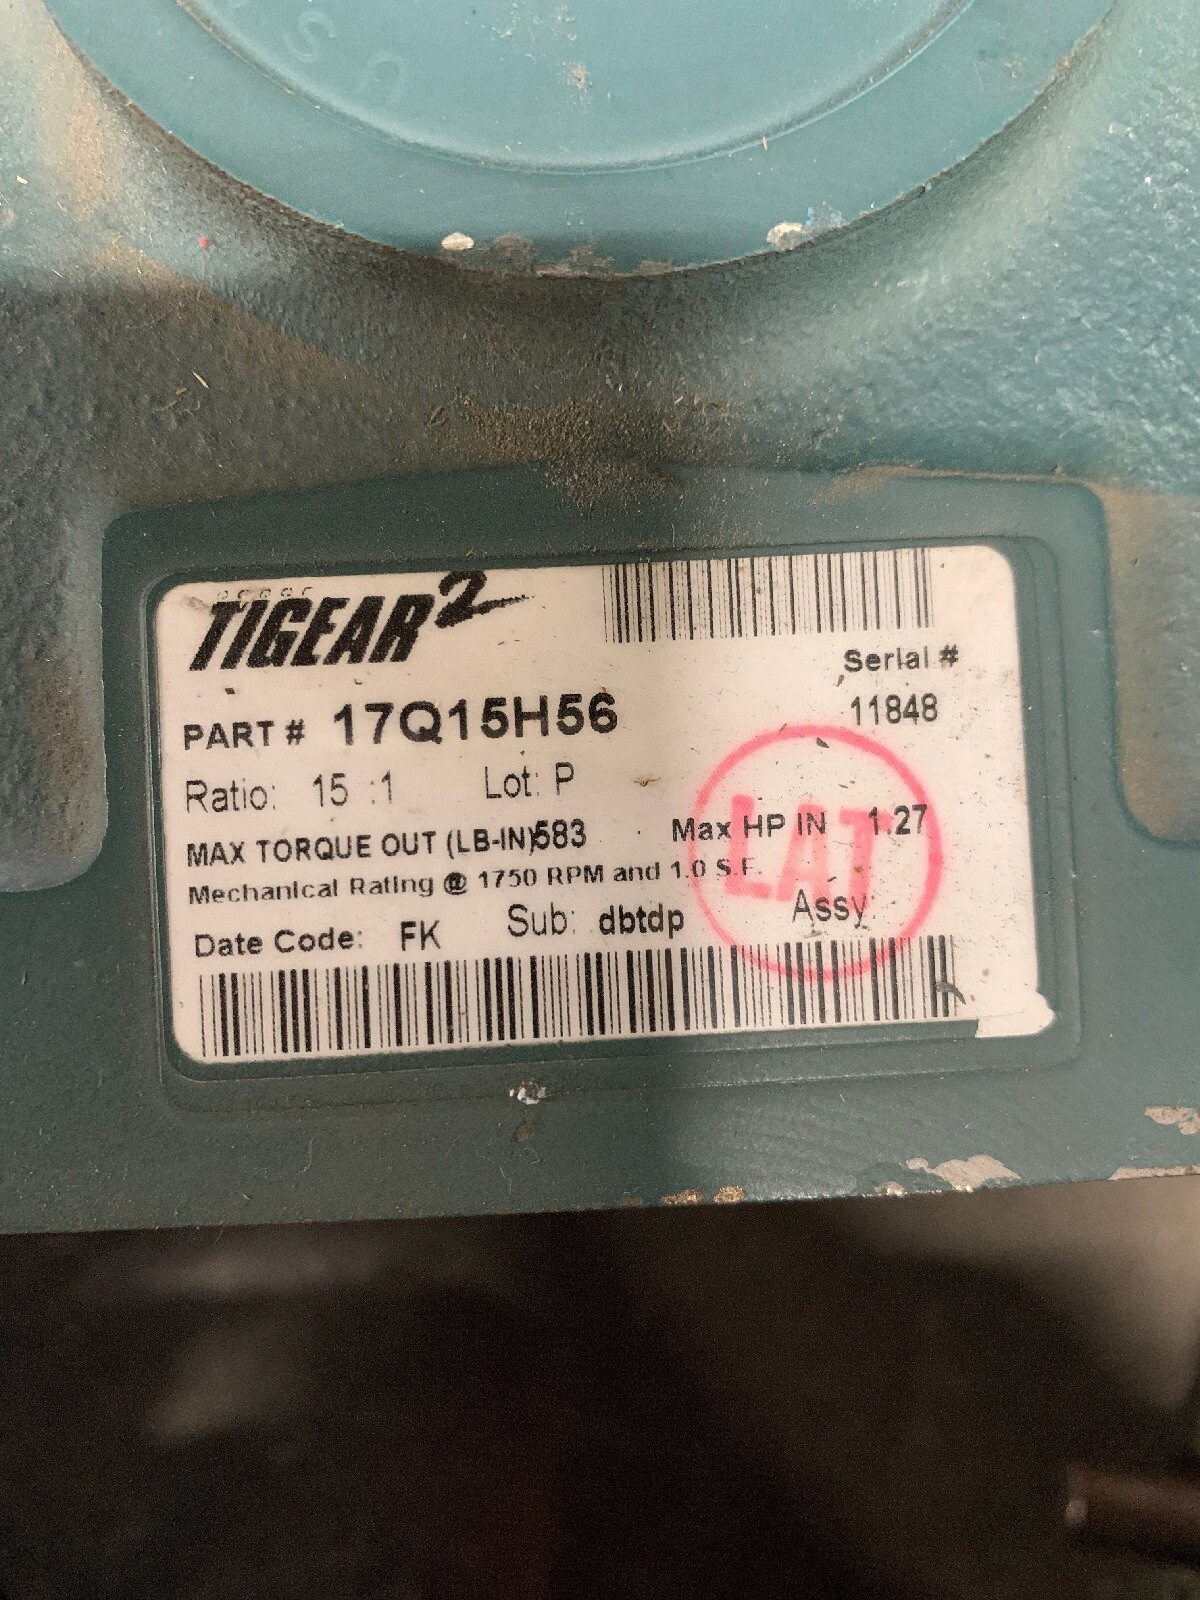 USA
TIGEAR2
Serial #
PART # 17Q15H56
11848
Ratio: 15 :1 Lot: P
MAX TORQUE OUT (LB-IN)583 Max HP IN 1.27
Mechanical Rating @ 1750 RPM and 1.0 S.F.
LAT
Date Code: FK Sub: dbtdp Assy: